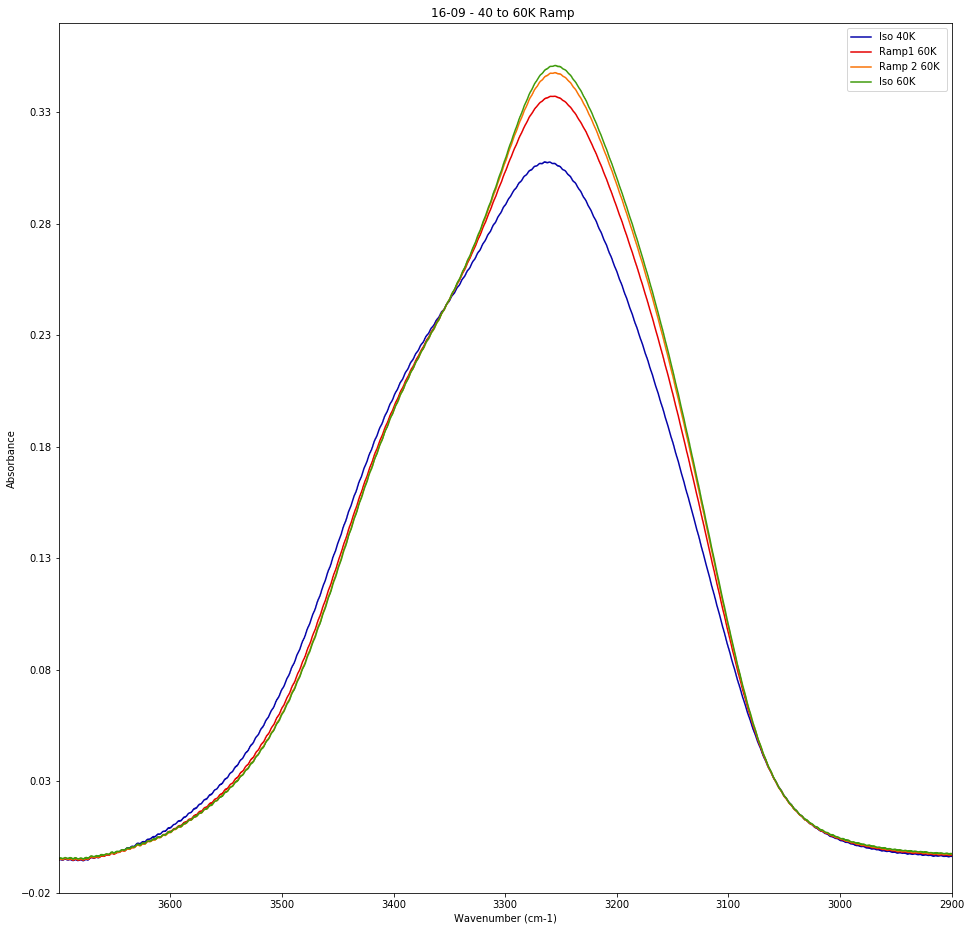 16-09 - 40 to 60K Ramp
Iso 40K
Ramp1 60K
Ramp 2 60K
Iso 60K
0.33
0.28
0.23
0.18
0.13
0.08
0.03
−0.02
Absorbance
3600 3500 3400 3300 3200 3100 3000 2900
Wavenumber (cm-1)